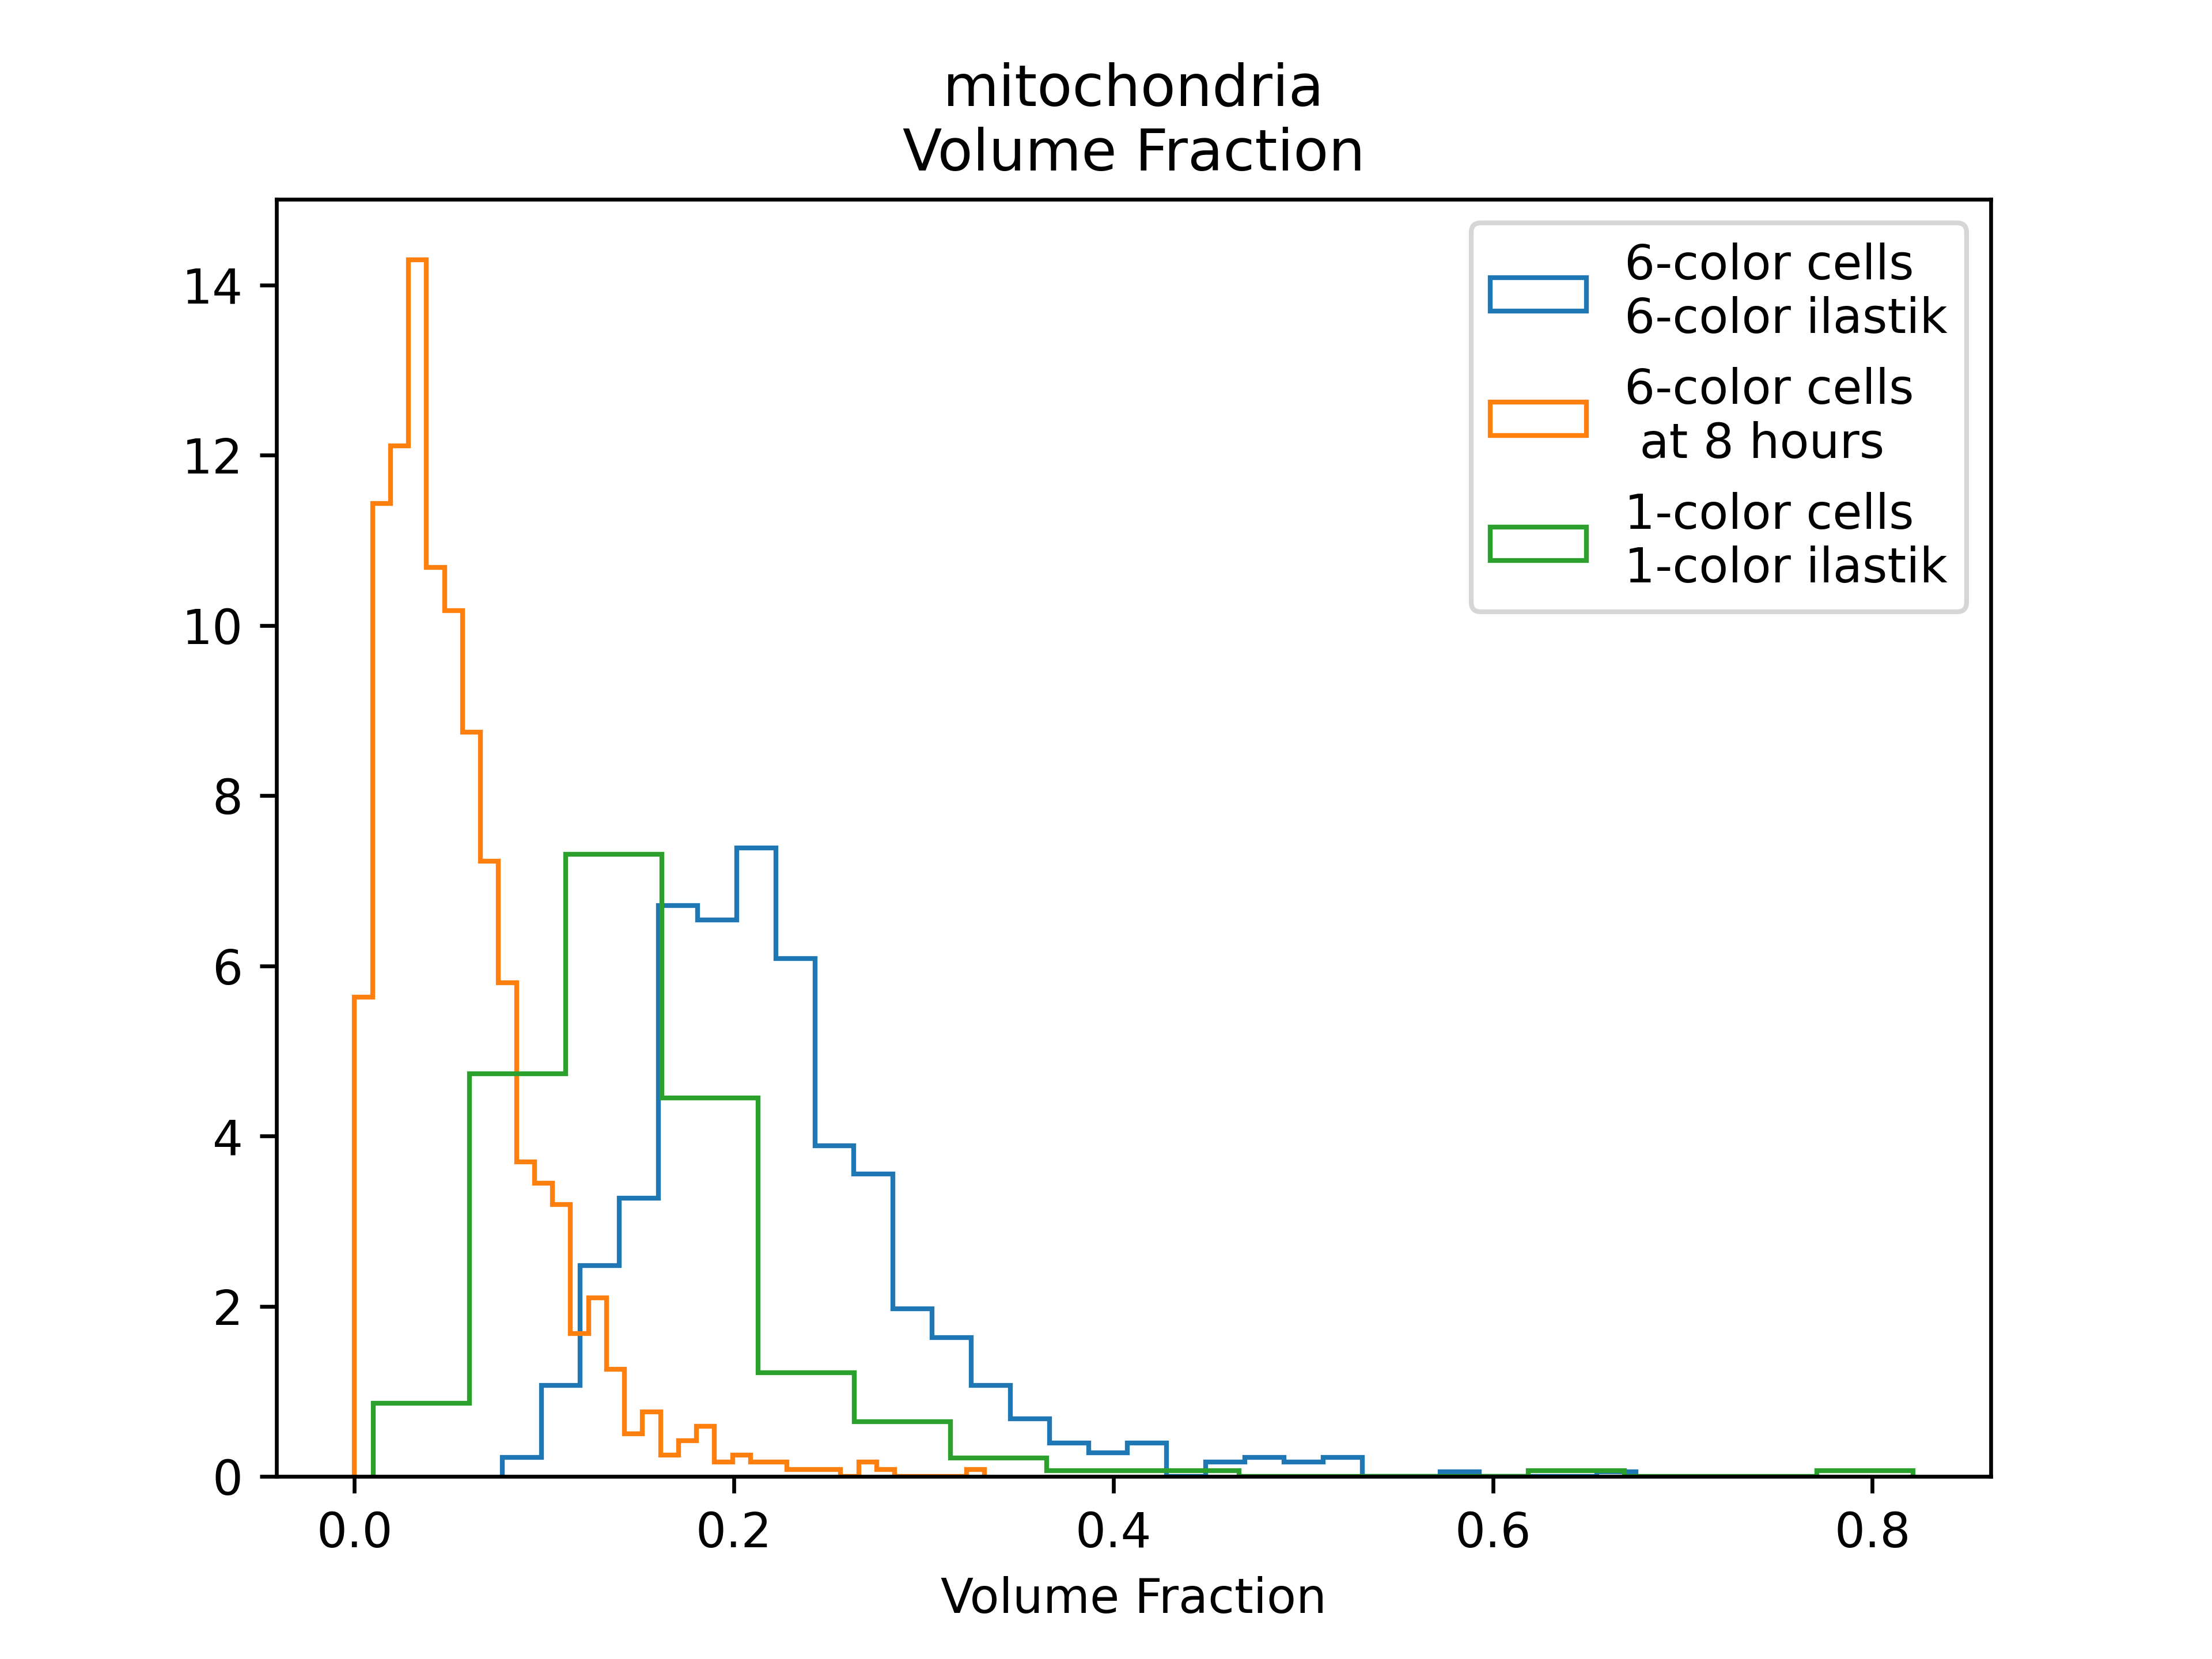 mitochondria
Volume Fraction
14
12
10
8
6
4
2
0
0.0 0.2 0.4 0.6 0.8
Volume Fraction
6-color cells
6-color ilastik
6-color cells
at 8 hours
1-color cells
1-color ilastik